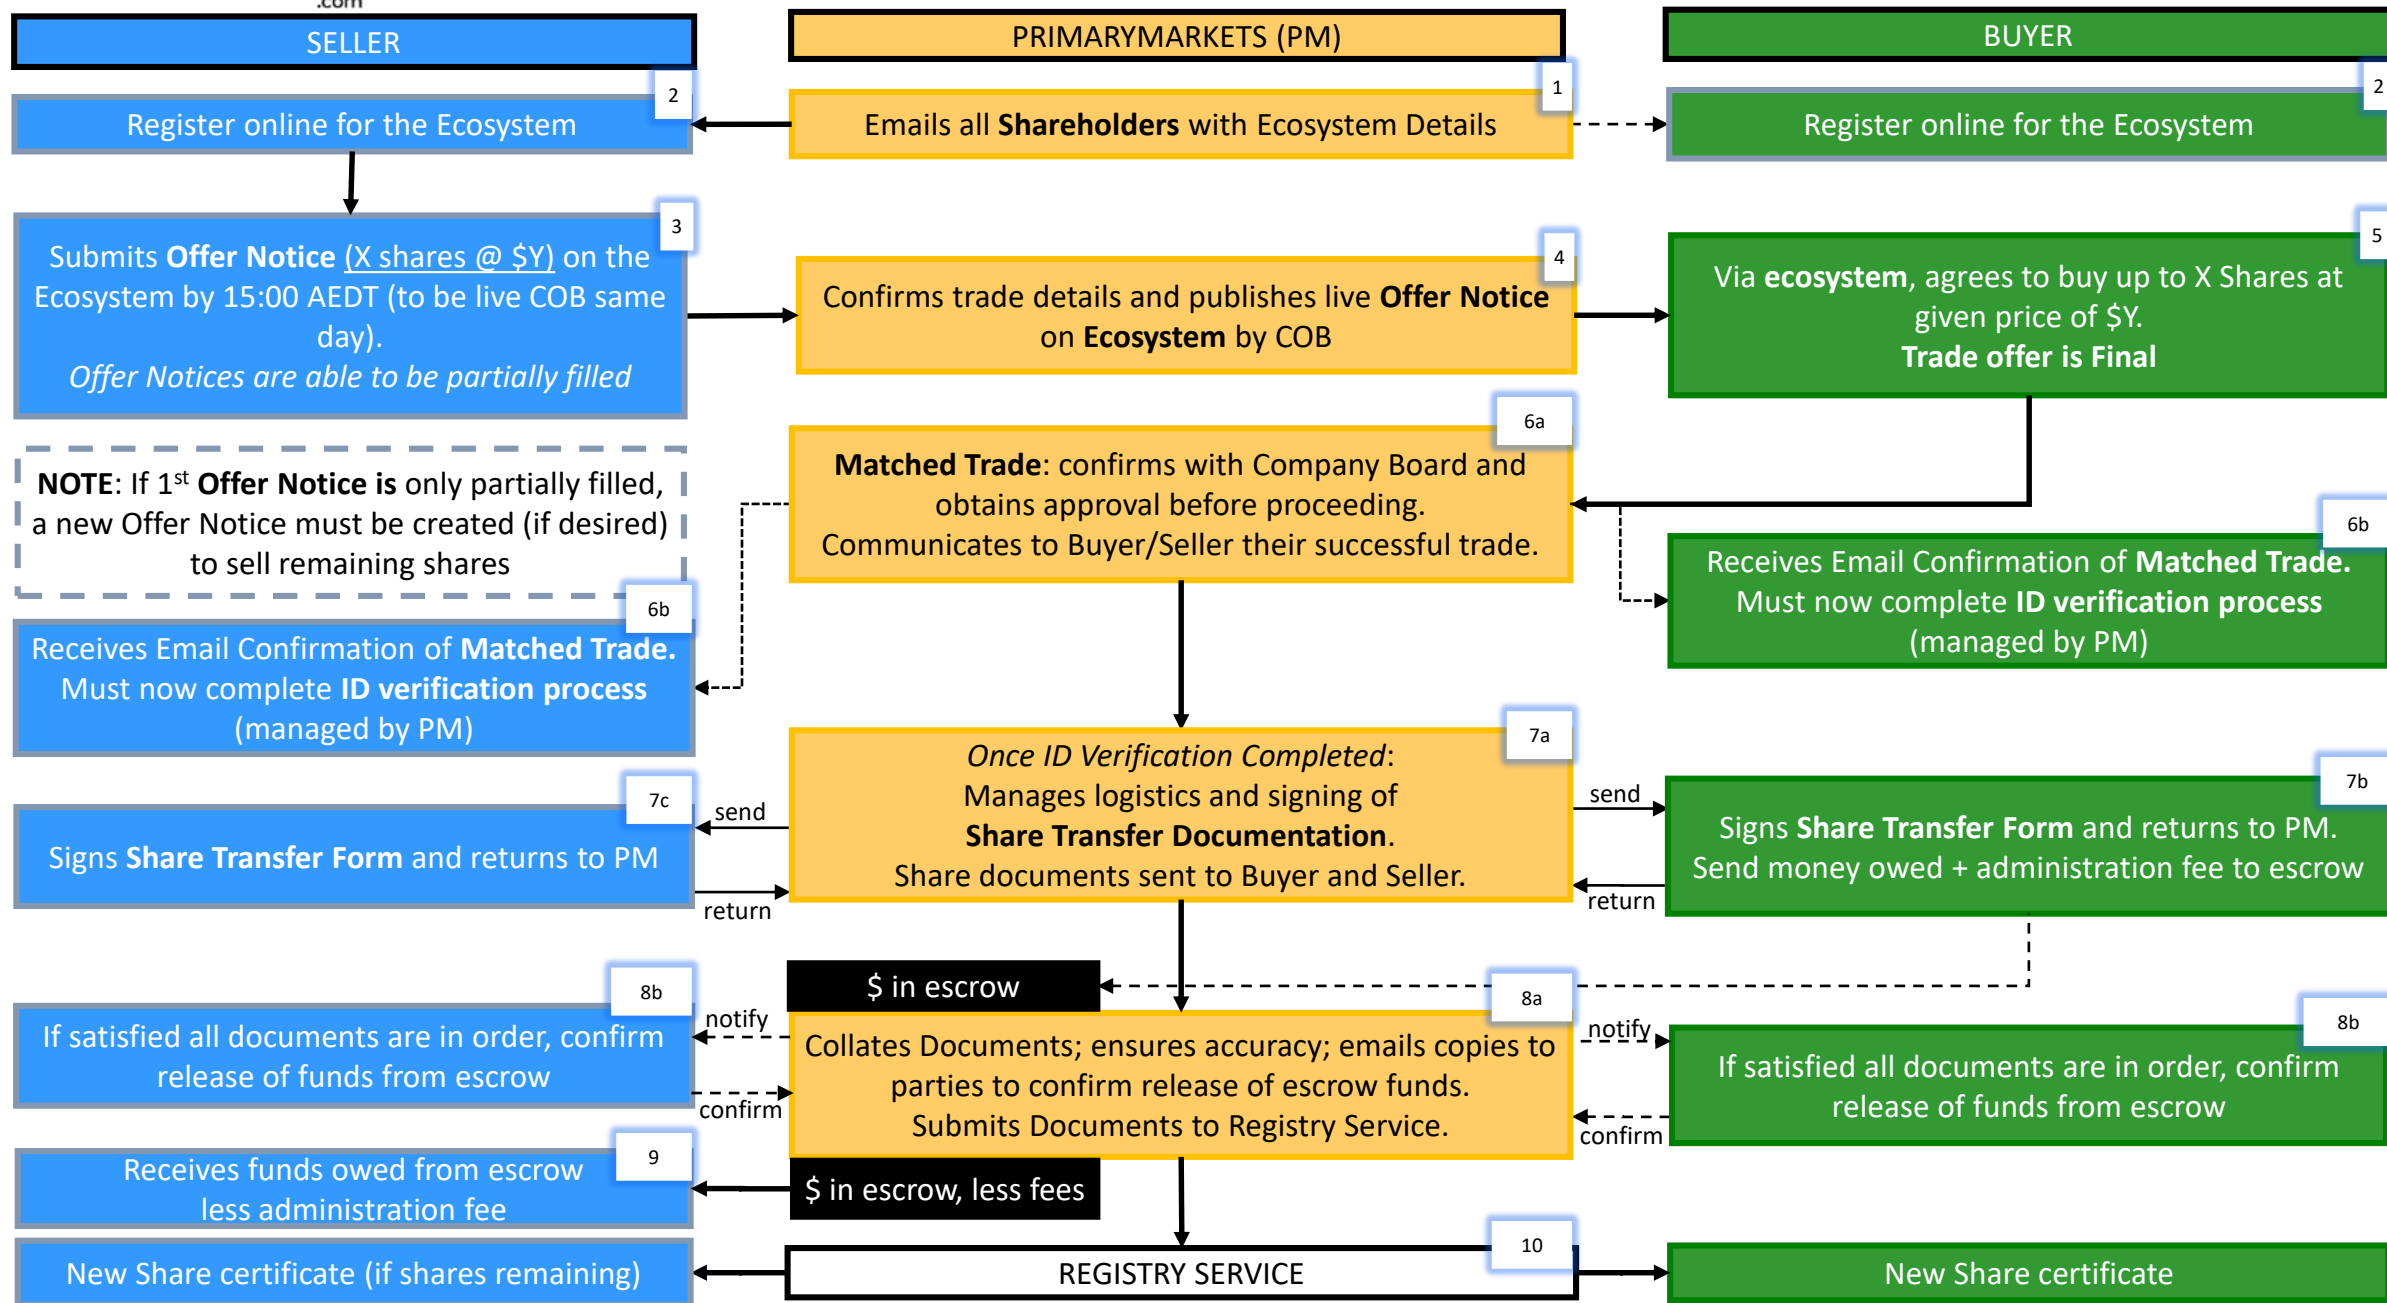 .com
SELLER
PRIMARYMARKETS (PM)
BUYER
2
Register online for the Ecosystem
1
Emails all Shareholders with Ecosystem Details
2
Register online for the Ecosystem
3
Submits Offer Notice (X shares @ $Y) on the
Ecosystem by 15:00 AEDT (to be live COB same
day).
Offer Notices are able to be partially filled
4
Confirms trade details and publishes live Offer Notice
on Ecosystem by COB
5
Via ecosystem, agrees to buy up to X Shares at
given price of $Y.
Trade offer is Final
NOTE: If 1st Offer Notice is only partially filled,
a new Offer Notice must be created (if desired)
to sell remaining shares
6a
Matched Trade: confirms with Company Board and
obtains approval before proceeding.
Communicates to Buyer/Seller their successful trade.
6b
Receives Email Confirmation of Matched Trade.
Must now complete ID verification process
(managed by PM)
6b
Receives Email Confirmation of Matched Trade.
Must now complete ID verification process
(managed by PM)
7a
Once ID Verification Completed:
Manages logistics and signing of
Share Transfer Documentation.
Share documents sent to Buyer and Seller.
7c
Signs Share Transfer Form and returns to PM
send
return
send
return
7b
Signs Share Transfer Form and returns to PM.
Send money owed + administration fee to escrow
$ in escrow
8b
If satisfied all documents are in order, confirm
release of funds from escrow
notify
confirm
8a
Collates Documents; ensures accuracy; emails copies to
parties to confirm release of escrow funds.
Submits Documents to Registry Service.
notify
confirm
8b
If satisfied all documents are in order, confirm
release of funds from escrow
9
Receives funds owed from escrow
less administration fee
$ in escrow, less fees
New Share certificate (if shares remaining)
10
REGISTRY SERVICE
New Share certificate